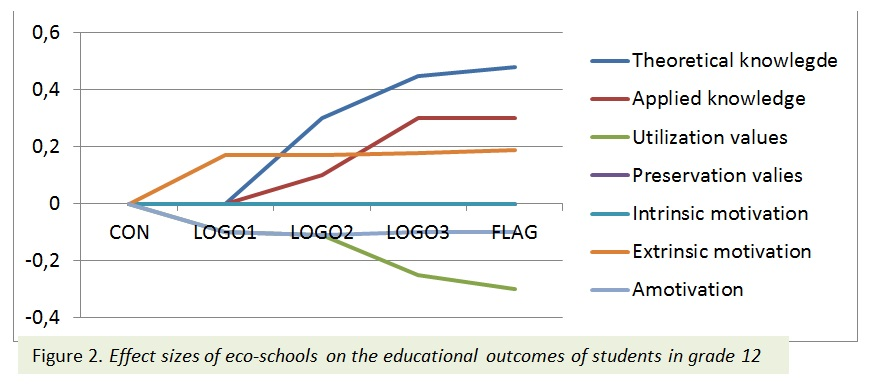 0,6
0,4
0,2
0
-0,2
-0,4
CON LOGO1 LOGO2 LOGO3 FLAG
Theoretical knowlegde
Applied knowledge
Utilization values
Preservation valies
Intrinsic motivation
Extrinsic motivation
Amotivation
Figure 2. Effect sizes of eco-schools on the educational outcomes of students in grade 12